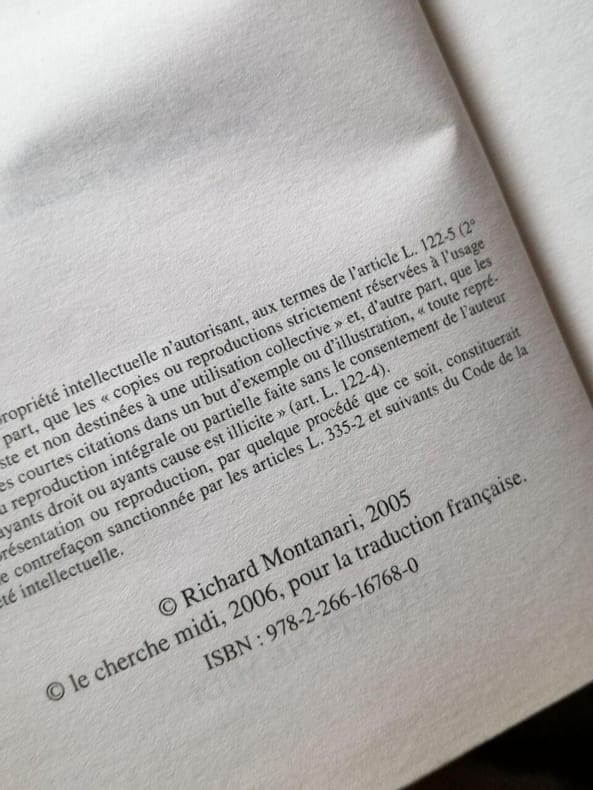 propriété intellectuelle n'autorisant, aux termes de l'article L. 122-5 (2°
part, que les « copies ou reproductions strictement réservées à l'usage
et non destinées à une utilisation collective » et, d'autre part, que les
courtes citations dans un but d'exemple ou d'illustration, « toute repré-
reproduction intégrale ou partielle faite sans le consentement de l'auteur
ayants droit ou ayants cause est illicite » (art. L. 122-4).
ou reproduction, par quelque procédé que ce soit, constituerait
contrefaçon sanctionnée par les articles L. 335-2 et suivants du Code de la
intellectuelle.
© Richard Montanari, 2005
© le cherche midi, 2006, pour la traduction française.
ISBN : 978-2-266-16768-0